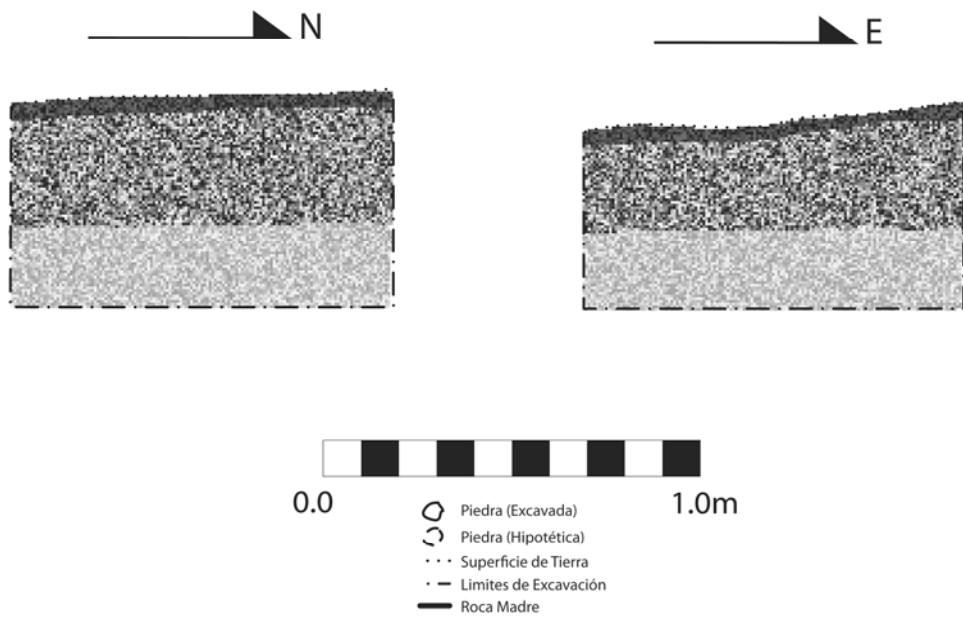 N
E
0.0
1.0m
Piedra (Excavada)
Piedra (Hipotética)
Superficie de Tierra
Limites de Excavación
Roca Madre